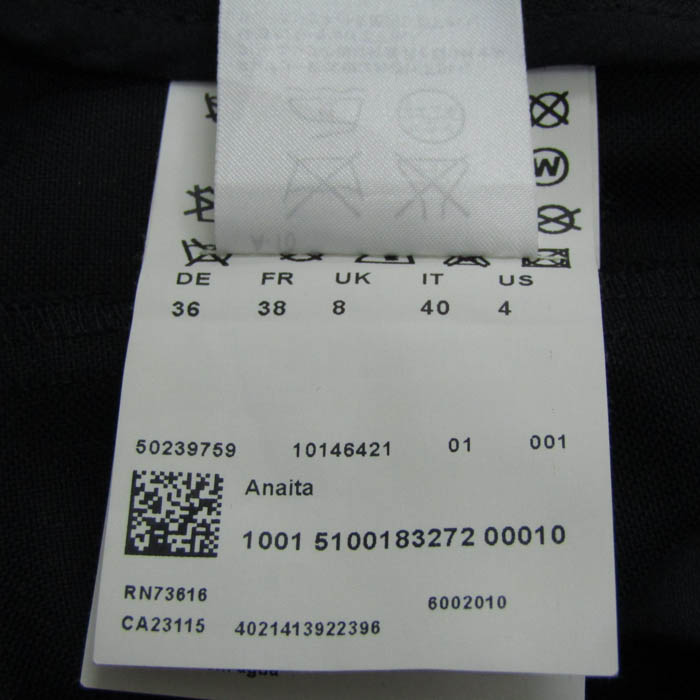 DE FR UK IT US
36 38 8 40 4
50239759 10146421 01 001
Anaita
1001 5100183272 00010
RN73616
6002010
CA23115 4021413922396